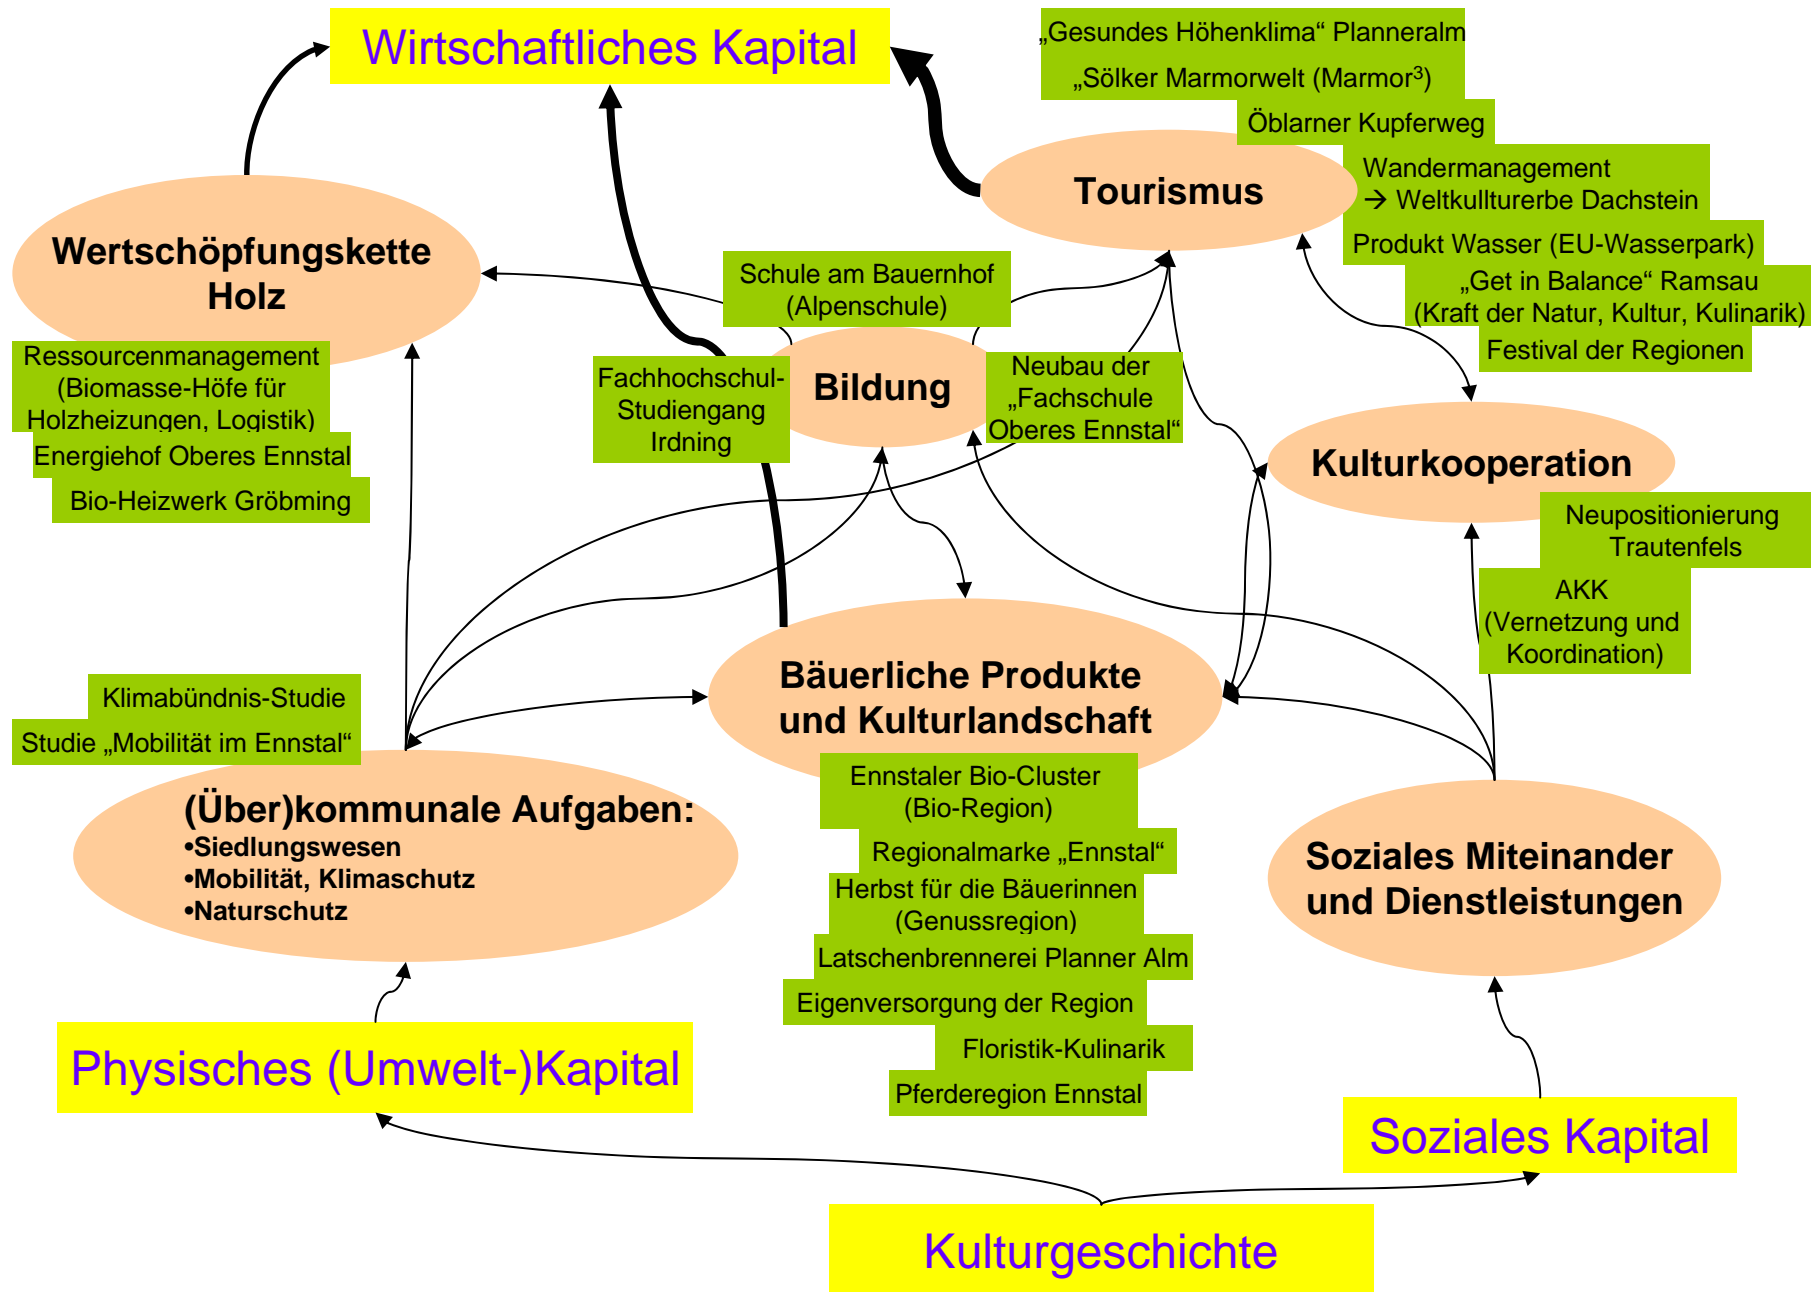 Wirtschaftliches Kapital
„Gesundes Höhenklima“ Planneralm
„Sölker Marmorwelt (Marmor³)
Öblarner Kupferweg
Tourismus
Wandermanagement
→ Weltkullturerbe Dachstein
Produkt Wasser (EU-Wasserpark)
„Get in Balance“ Ramsau
(Kraft der Natur, Kultur, Kulinarik)
Festival der Regionen
Wertschöpfungskette
Holz
Ressourcenmanagement
(Biomasse-Höfe für
Holzheizungen, Logistik)
Energiehof Oberes Ennstal
Bio-Heizwerk Gröbming
Schule am Bauernhof
(Alpenschule)
Bildung
Fachhochschul-
Studiengang
Irdning
Neubau der
„Fachschule
Oberes Ennstal“
Kulturkooperation
Neupositionierung
Trautenfels
AKK
(Vernetzung und
Koordination)
Klimabündnis-Studie
Studie „Mobilität im Ennstal“
(Über)kommunale Aufgaben:
•Siedlungswesen
•Mobilität, Klimaschutz
•Naturschutz
Bäuerliche Produkte
und Kulturlandschaft
Ennstaler Bio-Cluster
(Bio-Region)
Regionalmarke „Ennstal“
Herbst für die Bäuerinnen
(Genussregion)
Latschenbrennerei Planner Alm
Eigenversorgung der Region
Floristik-Kulinarik
Pferderegion Ennstal
Soziales Miteinander
und Dienstleistungen
Physisches (Umwelt-)Kapital
Soziales Kapital
Kulturgeschichte